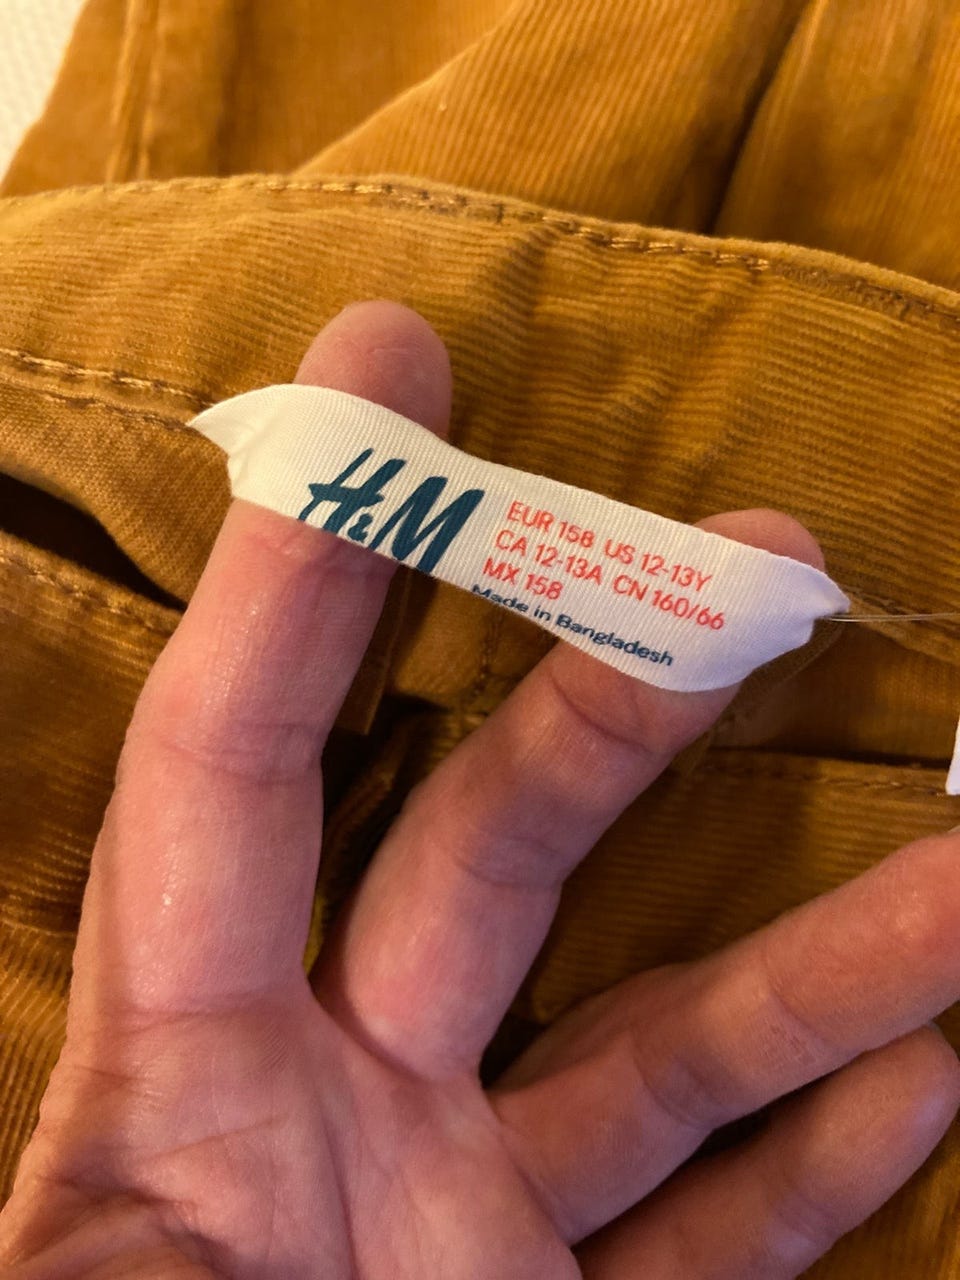 H&M
EUR 158 US 12-13Y
CA 12-13A CN 160/66
MX 158
Made in Bangladesh